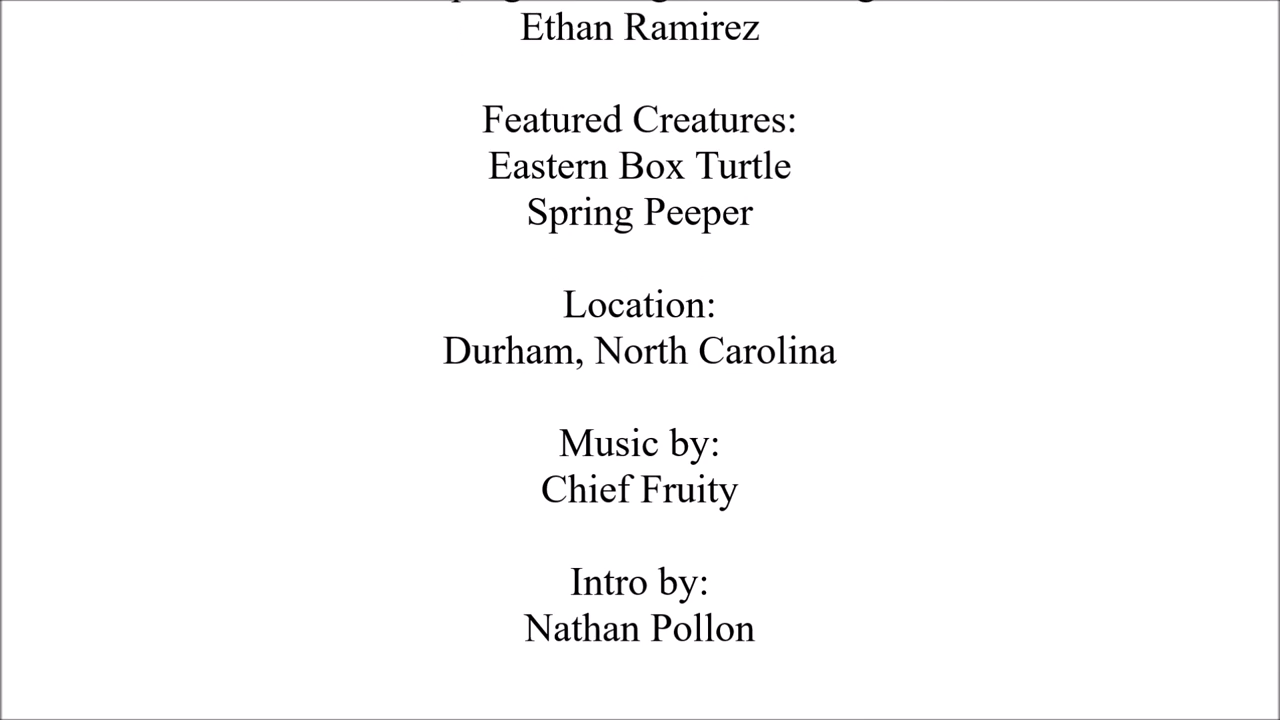 Ethan Ramirez
Featured Creatures:
Eastern Box Turtle
Spring Peeper
Location:
Durham, North Carolina
Music by:
Chief Fruity
Intro by:
Nathan Pollon